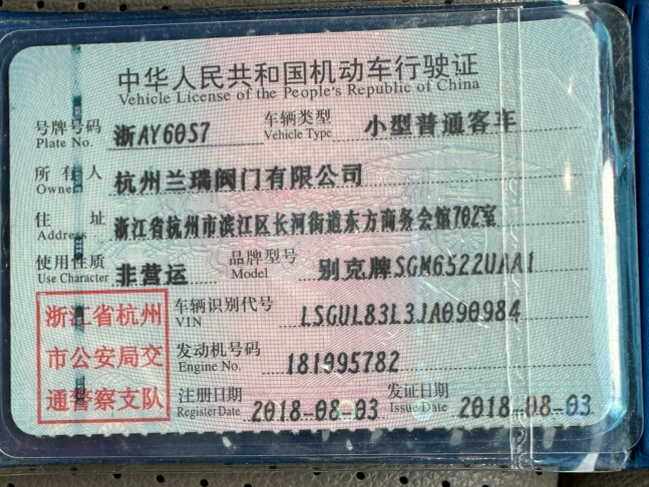 中华人民共和国机动车行驶证
Vehicle License of the People's Republic of China
号牌号码 浙AY60S7 车辆类型 小型普通客车
Plate No. Vehicle Type
所有人 杭州兰瑞阀门有限公司
Owner
住址 浙江省杭州市滨江区长河街道东方商务会馆702室
Address
使用性质 非营运 品牌型号 别克牌SGM6522UAA1
Use Character Model
浙江省杭州 车辆识别代号 LSGUL83L3JA090984
VIN
市公安局交 发动机号码 181995782
Engine No.
通警察支队 注册日期 2018-08-03 发证日期 2018-08-03
Register Date Issue Date